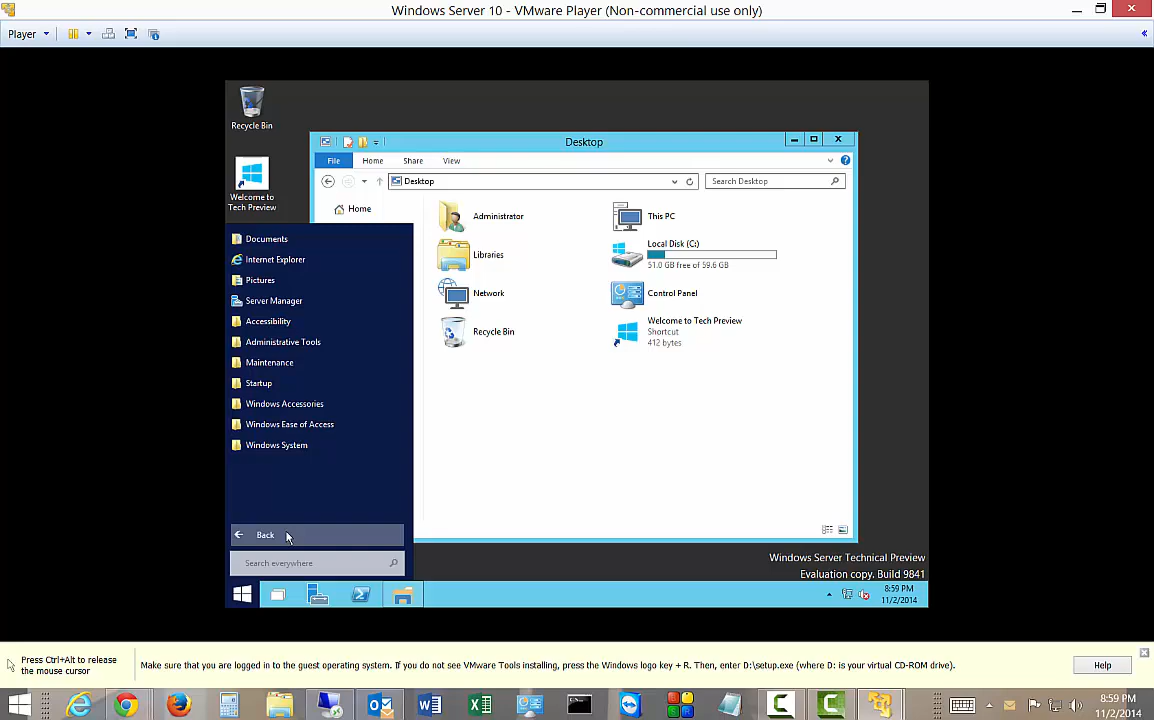 Windows Server 10 - VMware Player (Non-commercial use only)
Player
Recycle Bin
Welcome to
Tech Preview
Desktop
File
Home
Share
View
Desktop
Search Desktop
Home
Administrator
Libraries
Network
Recycle Bin
This PC
Local Disk (C:)
51.0 GB free of 59.6 GB
Control Panel
Welcome to Tech Preview
Shortcut
412 bytes
Documents
Internet Explorer
Pictures
Server Manager
Accessibility
Administrative Tools
Maintenance
Startup
Windows Accessories
Windows Ease of Access
Windows System
Back
Search everywhere
Windows Server Technical Preview
Evaluation copy. Build 9841
8:59 PM
11/2/2014
Press Ctrl+Alt to release
the mouse cursor
Make sure that you are logged in to the guest operating system. If you do not see VMware Tools installing, press the Windows logo key + R. Then, enter D:\setup.exe (where D: is your virtual CD-ROM drive).
Help
8:59 PM
11/2/2014